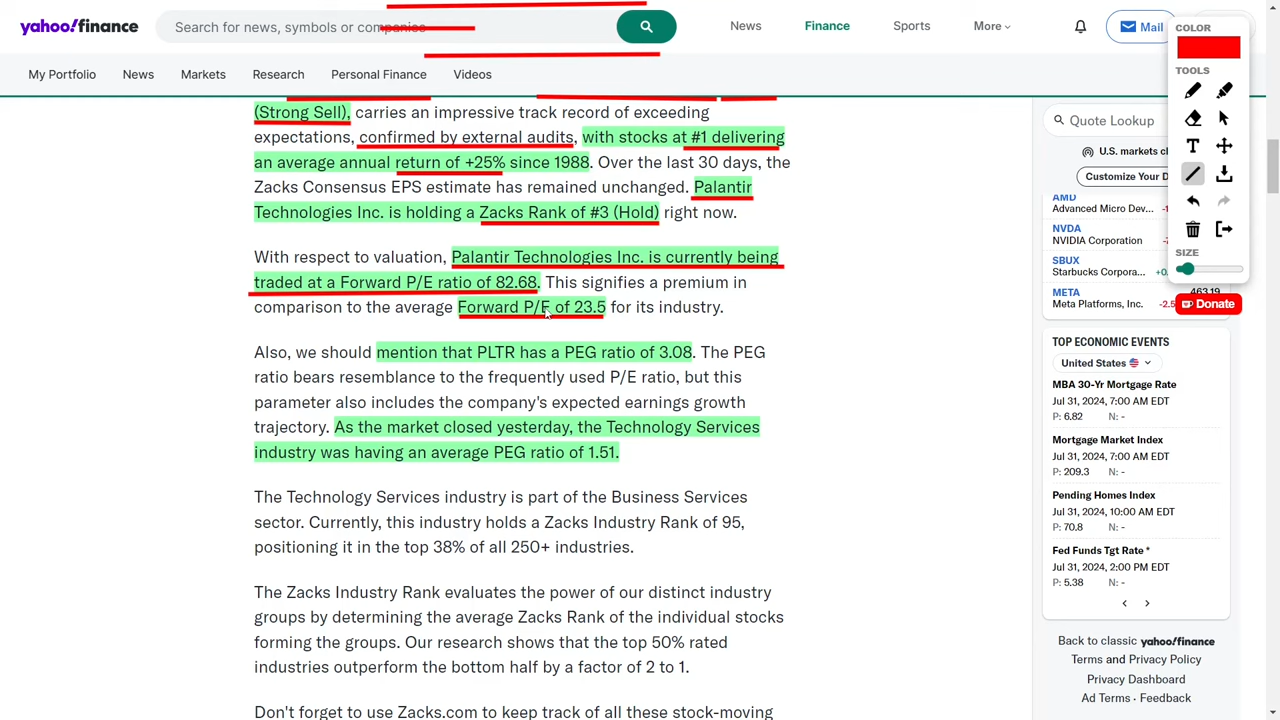 yahoo!finance
Search for news, symbols or companies
News
Finance
Sports
More
Mail
My Portfolio
News
Markets
Research
Personal Finance
Videos
(Strong Sell), carries an impressive track record of exceeding
expectations, confirmed by external audits, with stocks at #1 delivering
an average annual return of +25% since 1988. Over the last 30 days, the
Zacks Consensus EPS estimate has remained unchanged. Palantir
Technologies Inc. is holding a Zacks Rank of #3 (Hold) right now.
With respect to valuation, Palantir Technologies Inc. is currently being
traded at a Forward P/E ratio of 82.68. This signifies a premium in
comparison to the average Forward P/E of 23.5 for its industry.
Also, we should mention that PLTR has a PEG ratio of 3.08. The PEG
ratio bears resemblance to the frequently used P/E ratio, but this
parameter also includes the company's expected earnings growth
trajectory. As the market closed yesterday, the Technology Services
industry was having an average PEG ratio of 1.51.
The Technology Services industry is part of the Business Services
sector. Currently, this industry holds a Zacks Industry Rank of 95,
positioning it in the top 38% of all 250+ industries.
The Zacks Industry Rank evaluates the power of our distinct industry
groups by determining the average Zacks Rank of the individual stocks
forming the groups. Our research shows that the top 50% rated
industries outperform the bottom half by a factor of 2 to 1.
Don't forget to use Zacks.com to keep track of all these stock-moving
COLOR
TOOLS
T
SIZE
Donate
Quote Lookup
U.S. markets cl
Customize Your D
AMD
Advanced Micro Dev... -1
NVDA
NVIDIA Corporation -2
SBUX
Starbucks Corpora... +0
META 463.19
Meta Platforms, Inc. -2.5
TOP ECONOMIC EVENTS
United States
MBA 30-Yr Mortgage Rate
Jul 31, 2024, 7:00 AM EDT
P: 6.82 N: -
Mortgage Market Index
Jul 31, 2024, 7:00 AM EDT
P: 209.3 N: -
Pending Homes Index
Jul 31, 2024, 10:00 AM EDT
P: 70.8 N: -
Fed Funds Tgt Rate *
Jul 31, 2024, 2:00 PM EDT
P: 5.38 N: -
Back to classic yahoo!finance
Terms and Privacy Policy
Privacy Dashboard
Ad Terms • Feedback